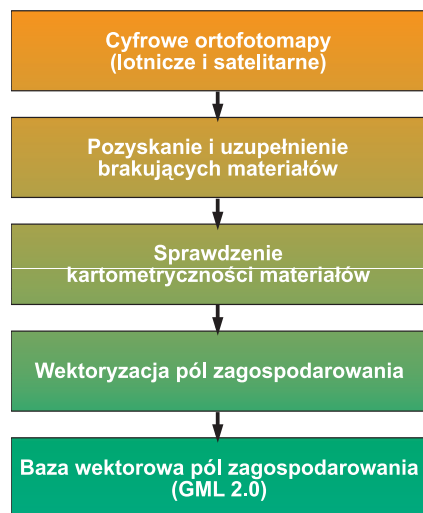 Cyfrowe ortofotomapy
(lotnicze i satelitarne)
Pozyskanie i uzupełnienie
brakujących materiałów
Sprawdzenie
kartometryczności materiałów
Wektoryzacja pól zagospodarowania
Baza wektorowa pól zagospodarowania
(GML 2.0)